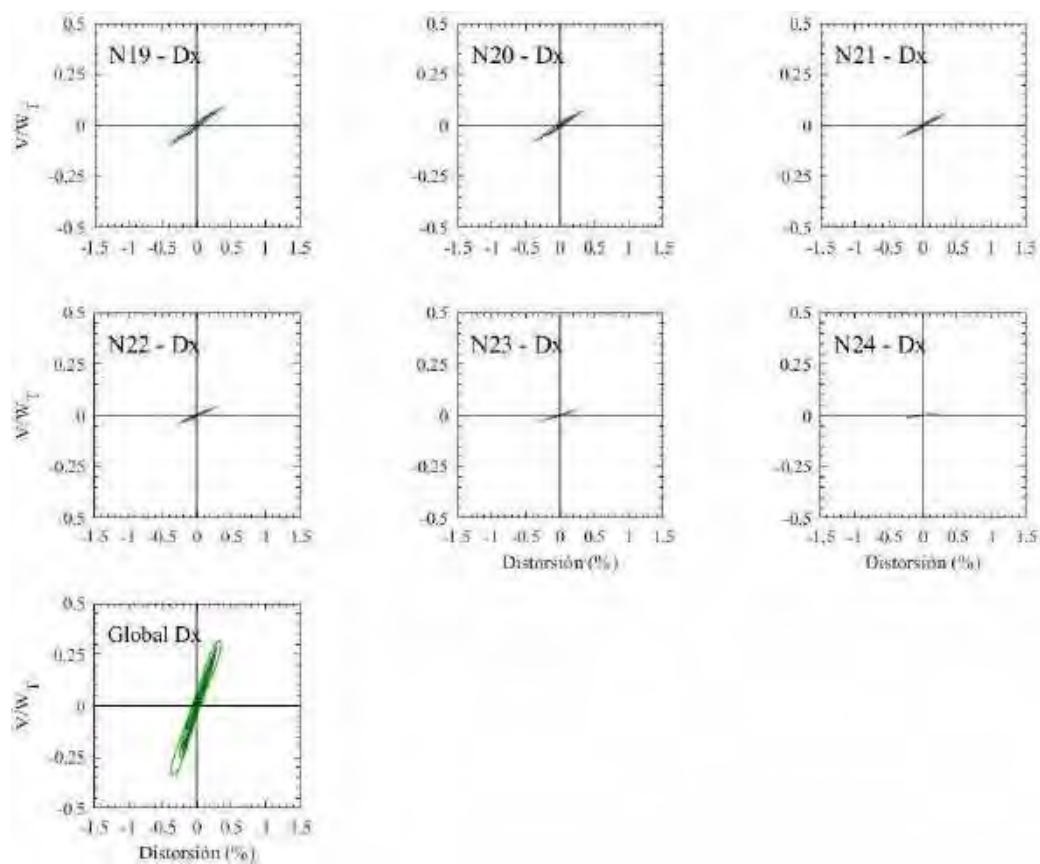 0.5 0.5 0.5
N19 - Dx N20 - Dx N21 - Dx
0.25 0.25 0.25
V/W_T 0 0 0
-0.25 -0.25 -0.25
-0.5 -0.5 -0.5
-1.5 -1 -0.5 0 0.5 1 1.5 -1.5 -1 -0.5 0 0.5 1 1.5 -1.5 -1 -0.5 0 0.5 1 1.5
0.5 0.5 0.5
N22 - Dx N23 - Dx N24 - Dx
0.25 0.25 0.25
V/W_T 0 0 0
-0.25 -0.25 -0.25
-0.5 -0.5 -0.5
-1.5 -1 -0.5 0 0.5 1 1.5 -1.5 -1 -0.5 0 0.5 1 1.5 -1.5 -1 -0.5 0 0.5 1 1.5
Distorsión (%) Distorsión (%)
0.5
Global Dx
0.25
V/W_T 0
-0.25
-0.5
-1.5 -1 -0.5 0 0.5 1 1.5
Distorsión (%)